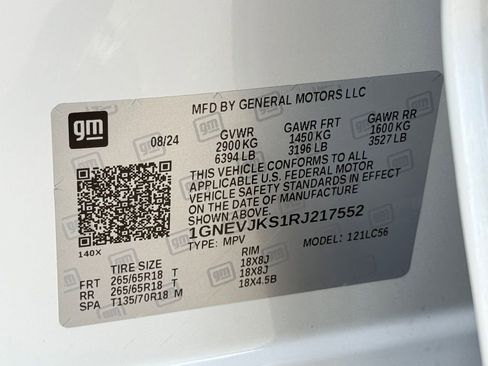 gm
MFD BY GENERAL MOTORS LLC
08/24 GVWR GAWR FRT GAWR RR
2900 KG 1450 KG 1600 KG
6394 LB 3196 LB 3527 LB
THIS VEHICLE CONFORMS TO ALL
APPLICABLE U.S. FEDERAL MOTOR
VEHICLE SAFETY STANDARDS IN EFFECT
ON THE DATE OF MANUFACTURE
SHOWN ABOVE.
1GNEVJKS1RJ217552
140X TYPE: MPV MODEL: 121LC56
TIRE SIZE RIM
FRT 265/65R18 T 18X8J
RR 265/65R18 T 18X8J
SPA T135/70R18 M 18X4.5B